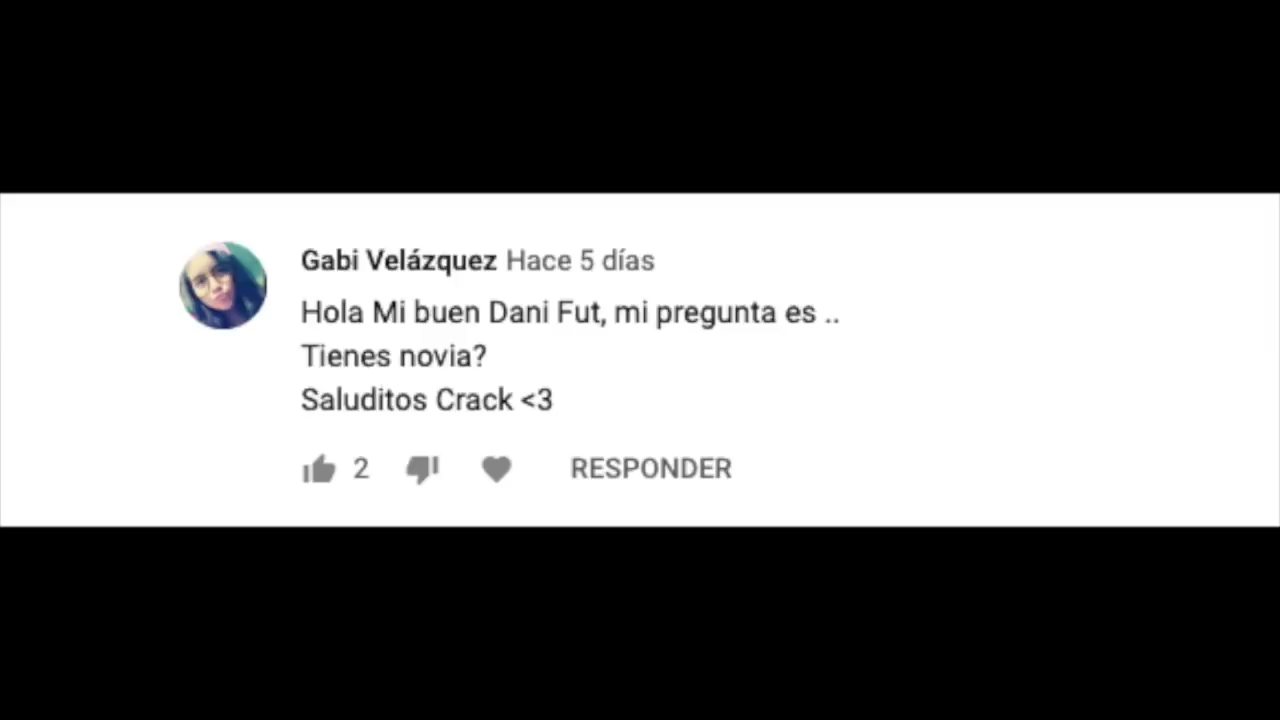 Gabi Velázquez Hace 5 días
Hola Mi buen Dani Fut, mi pregunta es ..
Tienes novia?
Saluditos Crack <3
2 RESPONDER